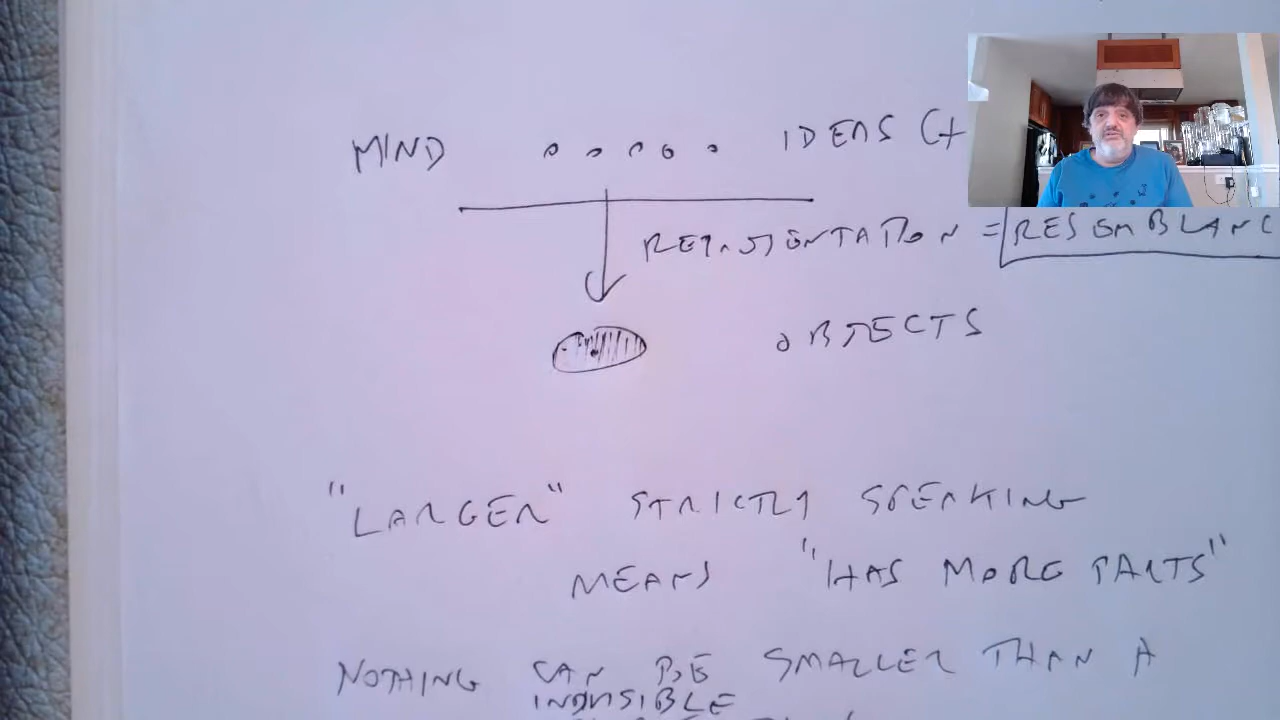 MIND IDEAS (+
REPRESENTATION = RESEMBLANC
OBJECTS
"LARGER" STRICTLY SPEAKING
MEANS "HAS MORE PARTS"
NOTHING CAN BE SMALLER THAN A
INDIVISIBLE